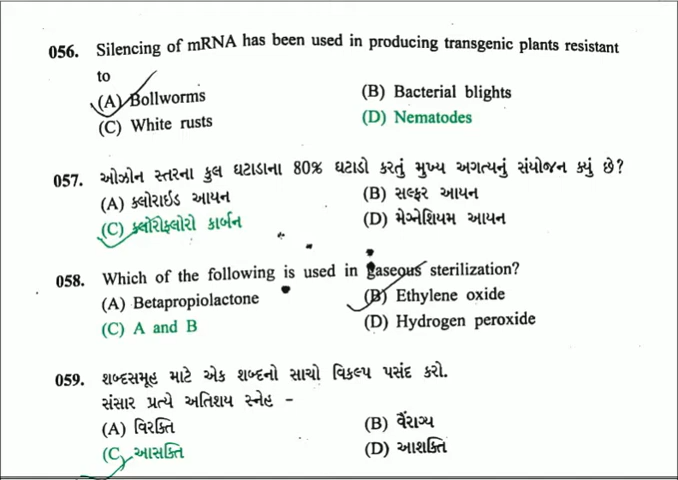 056. Silencing of mRNA has been used in producing transgenic plants resistant
to
(A) Bollworms (B) Bacterial blights
(C) White rusts (D) Nematodes
057. ઓઝોન સ્તરના કુલ ઘટાડાના 80% ઘટાડો કરતું મુખ્ય અગત્યનું સંયોજન ક્યું છે?
(A) ક્લોરાઇડ આયન (B) સલ્ફર આયન
(C) ક્લોરોફ્લોરો કાર્બન (D) મેગ્નેશિયમ આયન
058. Which of the following is used in gaseous sterilization?
(A) Betapropiolactone (B) Ethylene oxide
(C) A and B (D) Hydrogen peroxide
059. શબ્દસમૂહ માટે એક શબ્દનો સાચો વિકલ્પ પસંદ કરો.
સંસાર પ્રત્યે અતિશય સ્નેહ -
(A) વિરક્તિ (B) વૈરાગ્ય
(C) આસક્તિ (D) આશક્તિ